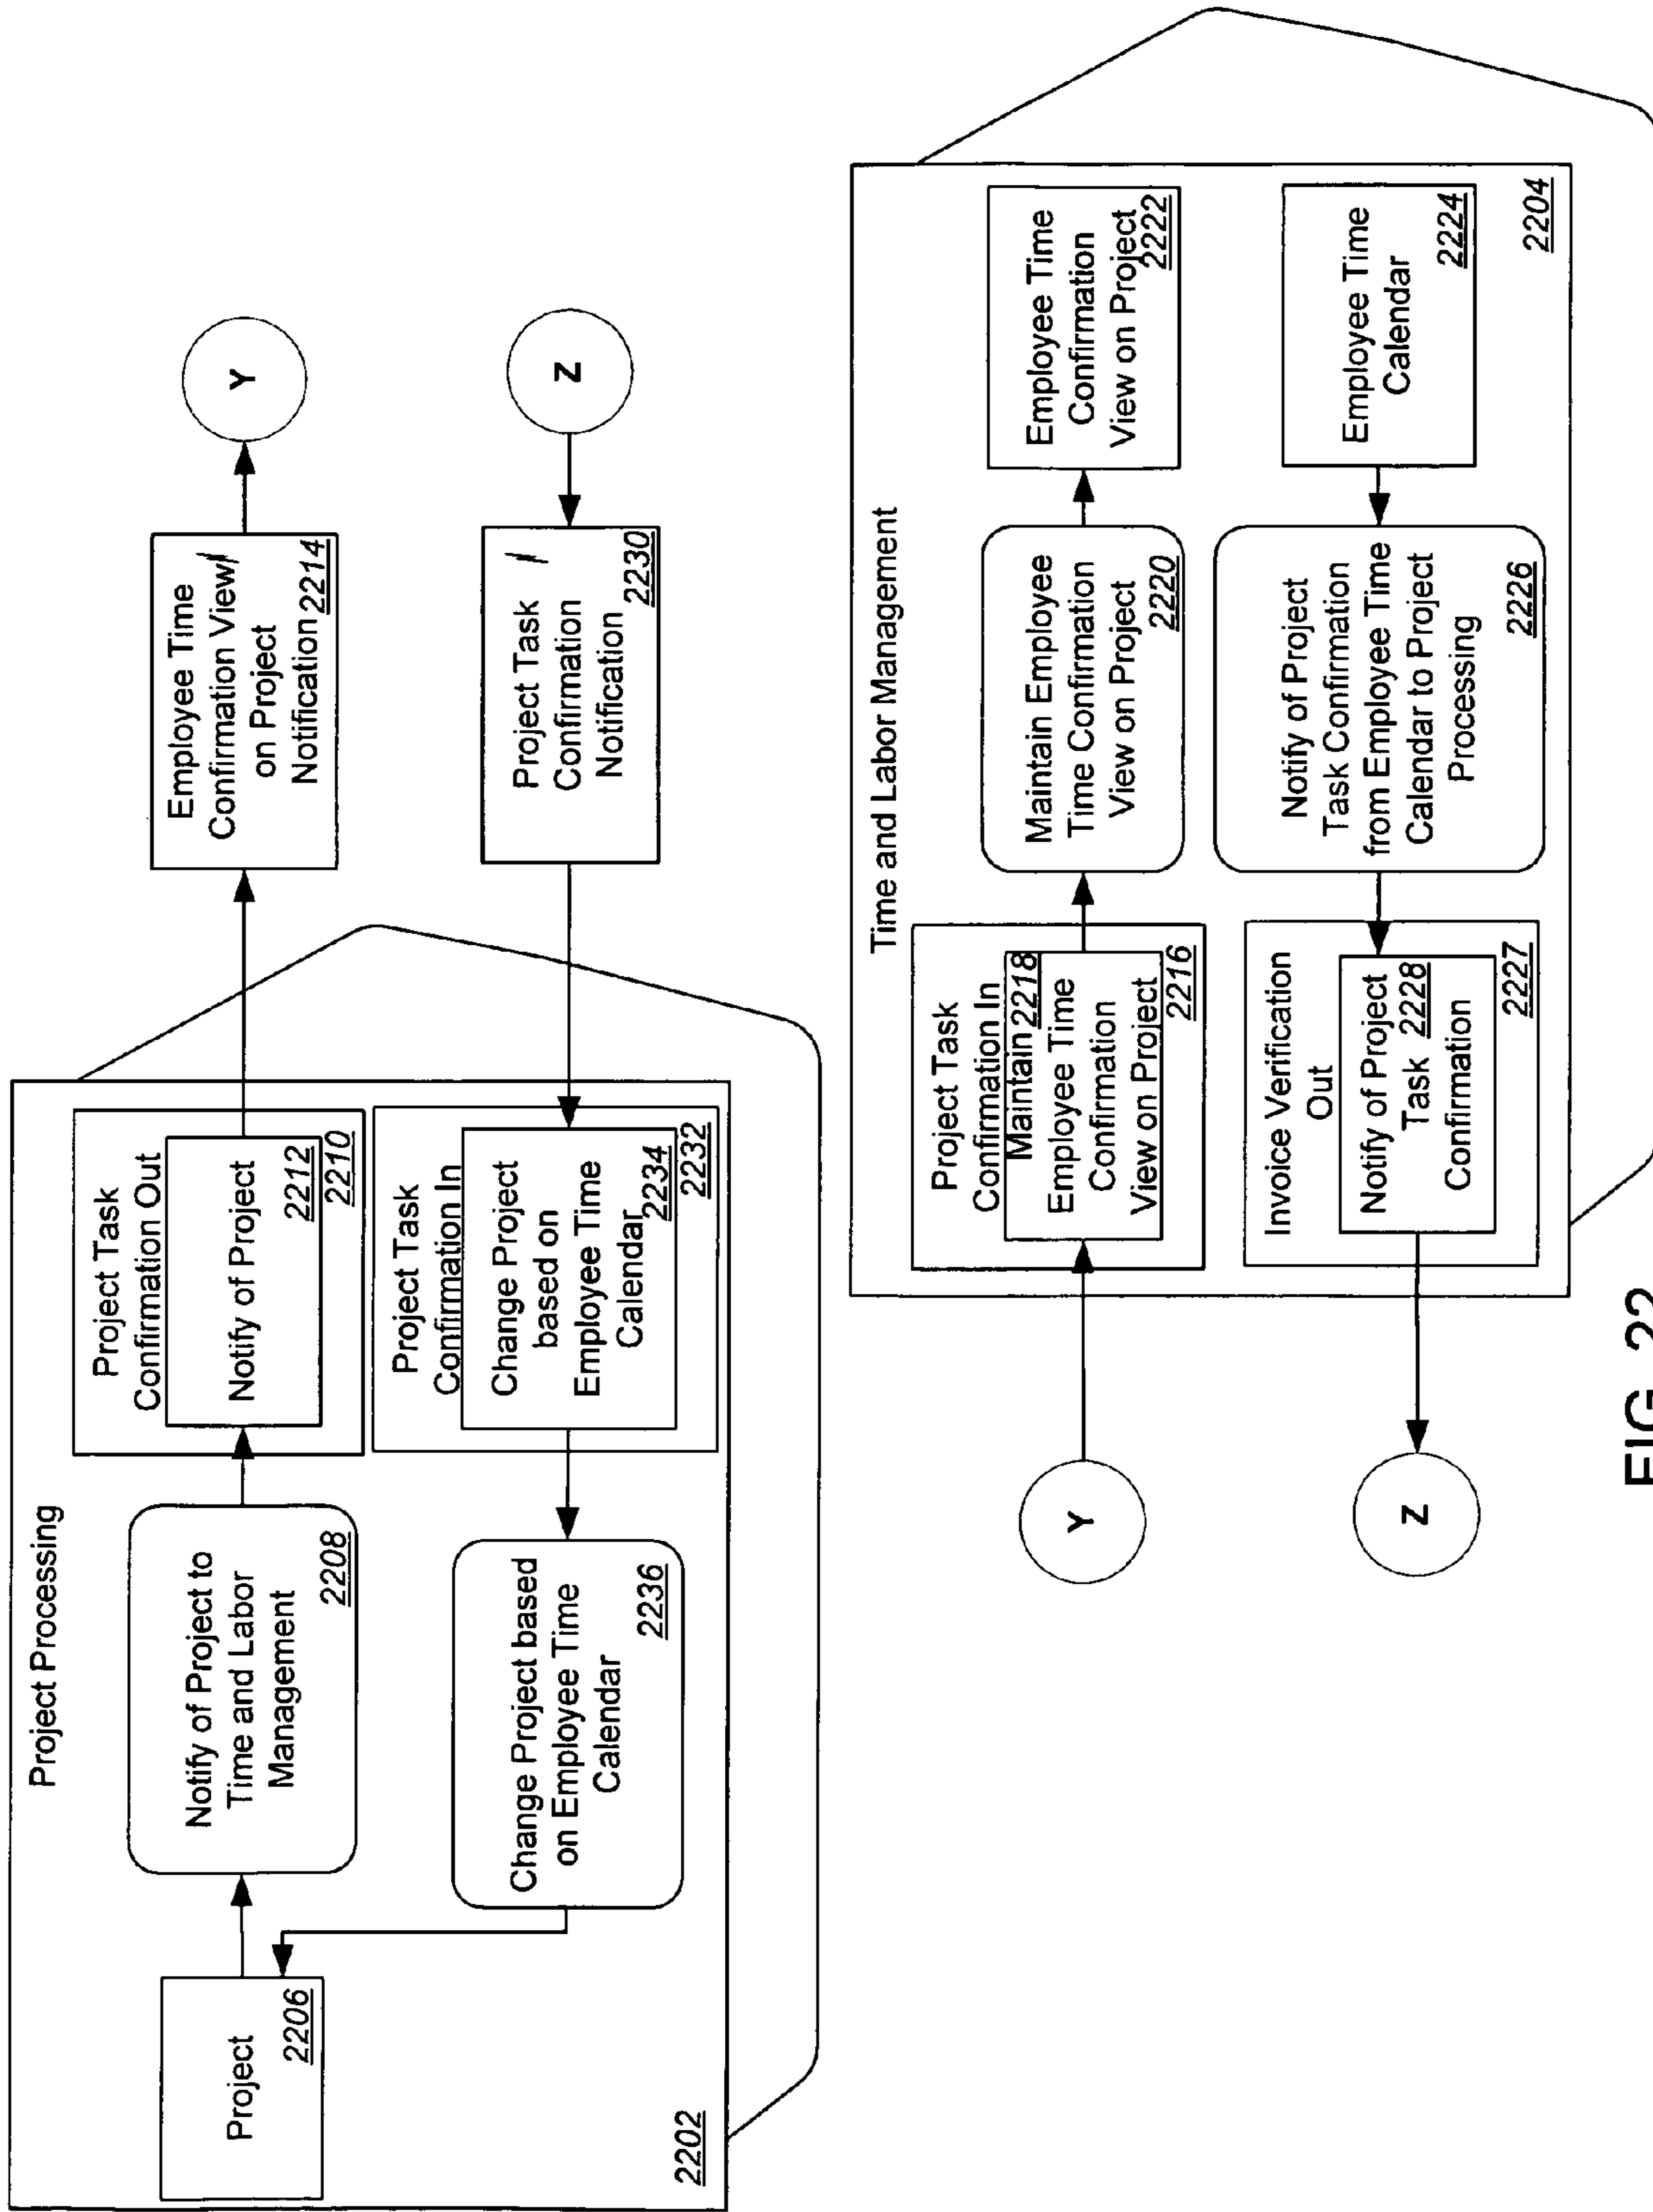 Project Processing
Project
2206
Notify of Project to
Time and Labor
Management
2208
Project Task
Confirmation Out
Notify of Project
2212
2210
Employee Time
Confirmation View
on Project
Notification 2214
Y
Change Project based
on Employee Time
Calendar
2236
Project Task
Confirmation In
Change Project
based on
Employee Time
Calendar
2234
2232
Project Task
Confirmation
Notification
2230
Z
2202
Time and Labor Management
Y
Project Task
Confirmation In
Maintain 2218
Employee Time
Confirmation
View on Project
2216
Maintain Employee
Time Confirmation
View on Project
2220
Employee Time
Confirmation
View on Project
2222
Z
Invoice Verification
Out
Notify of Project
Task 2228
Confirmation
2227
Notify of Project
Task Confirmation
from Employee Time
Calendar to Project
Processing
2226
Employee Time
Calendar
2224
2204
FIG. 22